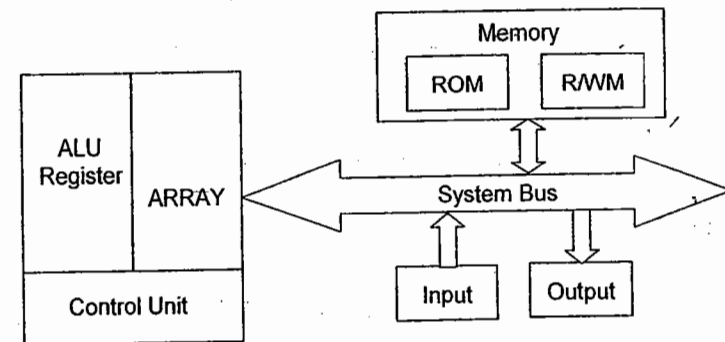 Memory
ROM
R/WM
ALU
Register
ARRAY
System Bus
Control Unit
Input
Output